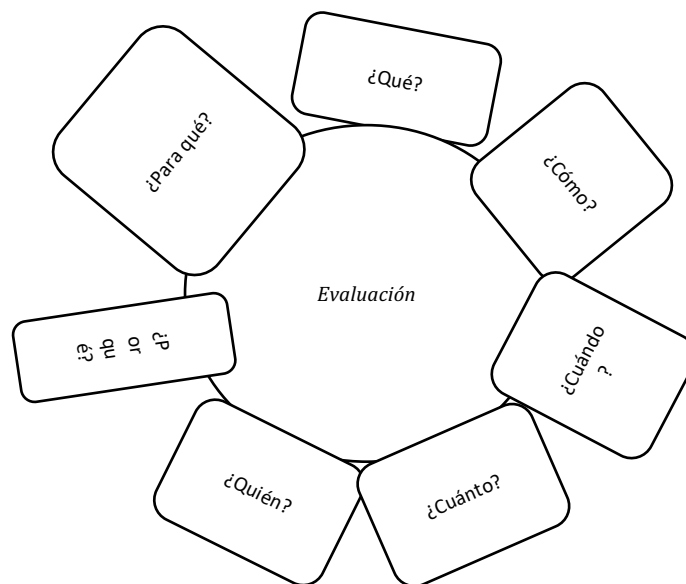 ¿Qué?
¿Cómo?
¿Cuándo
?
¿Cuánto?
¿Quién?
¿P
or
qu
é?
¿Para qué?
Evaluación